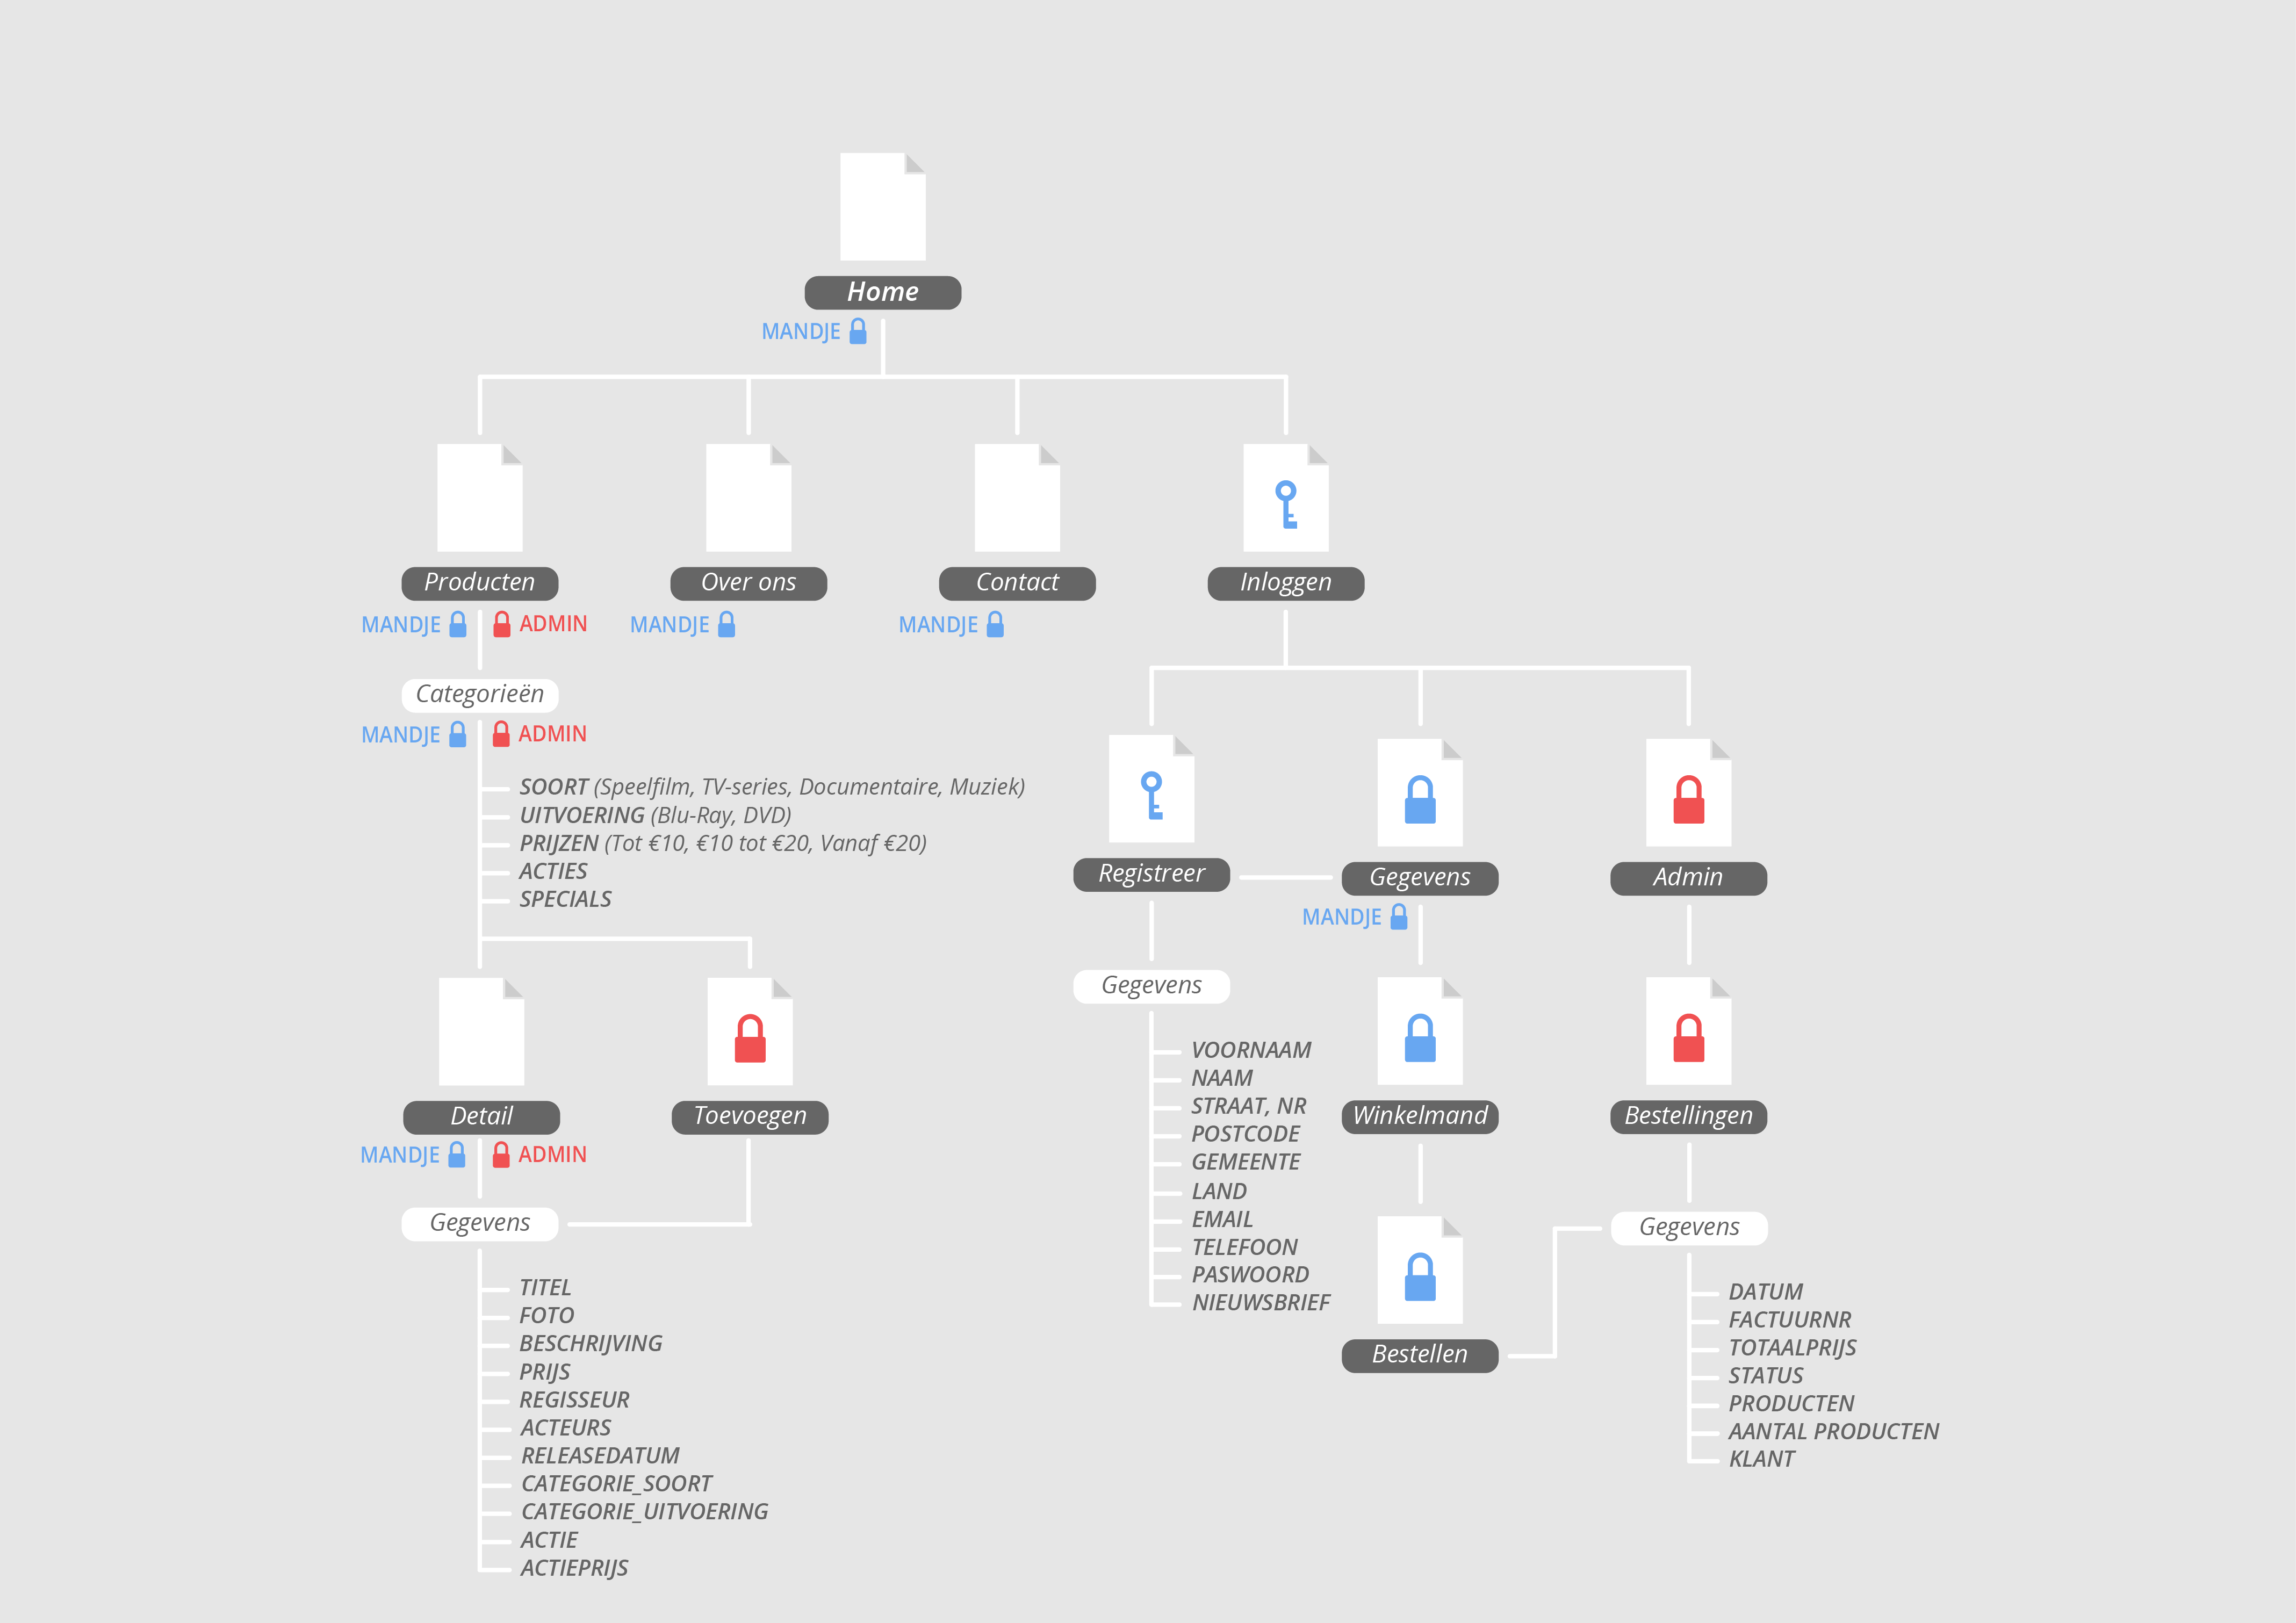 Home
MANDJE
Producten
Over ons
Contact
Inloggen
MANDJE ADMIN
MANDJE
MANDJE
Categorieën
MANDJE ADMIN
SOORT (Speelfilm, TV-series, Documentaire, Muziek)
UITVOERING (Blu-Ray, DVD)
PRIJZEN (Tot €10, €10 tot €20, Vanaf €20)
ACTIES
SPECIALS
Detail
Toevoegen
MANDJE ADMIN
Gegevens
TITEL
FOTO
BESCHRIJVING
PRIJS
REGISSEUR
ACTEURS
RELEASEDATUM
CATEGORIE_SOORT
CATEGORIE_UITVOERING
ACTIE
ACTIEPRIJS
Registreer
Gegevens
Admin
MANDJE
Gegevens
VOORNAAM
NAAM
STRAAT, NR
POSTCODE
GEMEENTE
LAND
EMAIL
TELEFOON
PASWOORD
NIEUWSBRIEF
Winkelmand
Bestellen
Bestellingen
Gegevens
DATUM
FACTUURNR
TOTAALPRIJS
STATUS
PRODUCTEN
AANTAL PRODUCTEN
KLANT